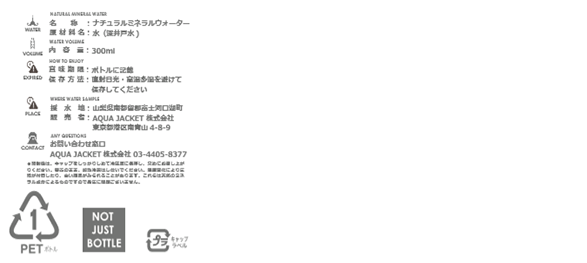 NATURAL MINERAL WATER
名　称：ナチュラルミネラルウォーター
WATER
原材料名：水（深井戸水）
WATER VOLUME
VOLUME
内容量：300ml
HOW TO ENJOY
賞味期限：ボトルに記載
EXPIRED
保存方法：直射日光・高温多湿を避けて
保存してください
WHERE WATER SAMPLE
採水地：山梨県南都留郡富士河口湖町
PLACE
販売者：AQUA JACKET 株式会社
東京都港区南青山 4-8-9
ANY QUESTIONS
お問い合わせ窓口
CONTACT
AQUA JACKET 株式会社 03-4405-8377
1
PET ボトル
NOT
JUST
BOTTLE
プラ
キャップ
ラベル